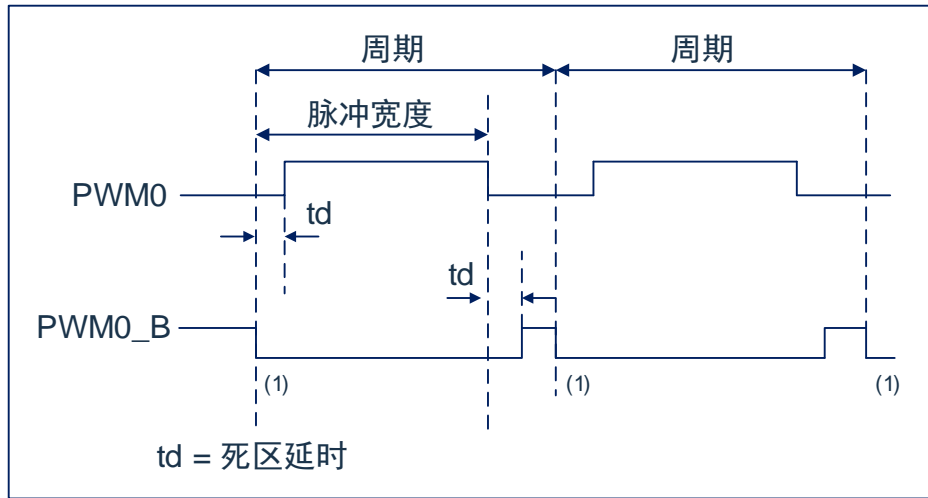 周期
周期
脉冲宽度
PWM0
td
td
PWM0_B
(1)
(1)
(1)
td = 死区延时